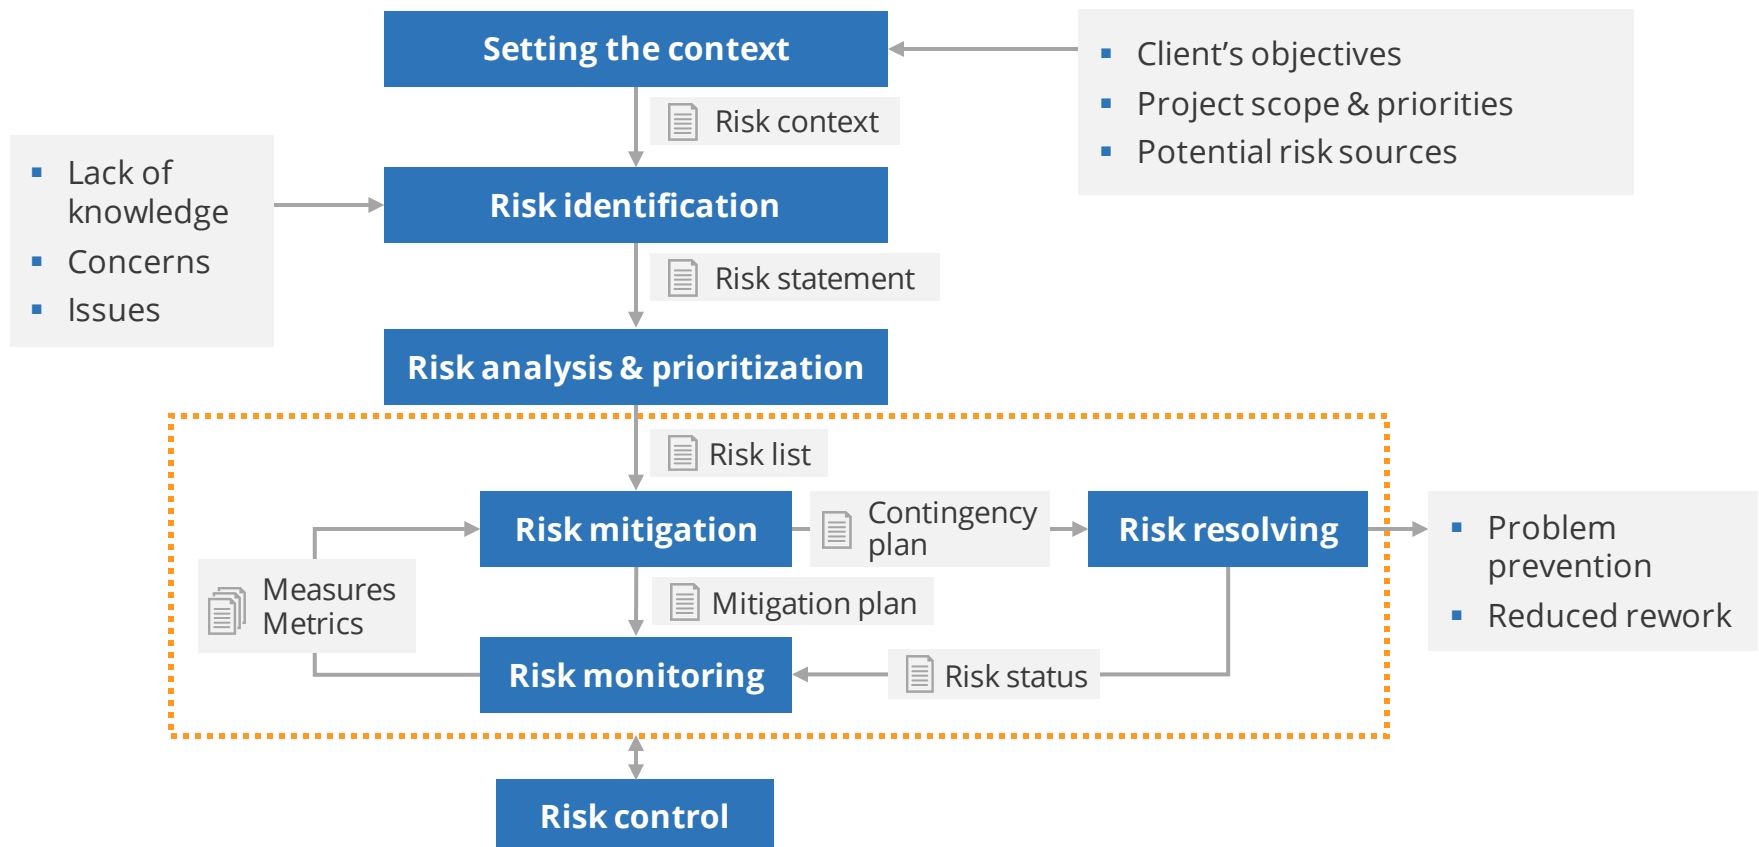 Setting the context
Client's objectives
Project scope & priorities
Potential risk sources
Risk context
Lack of
knowledge
Concerns
Issues
Risk identification
Risk statement
Risk analysis & prioritization
Risk list
Risk mitigation
Contingency
plan
Risk resolving
Problem
prevention
Reduced rework
Measures
Metrics
Mitigation plan
Risk monitoring
Risk status
Risk control